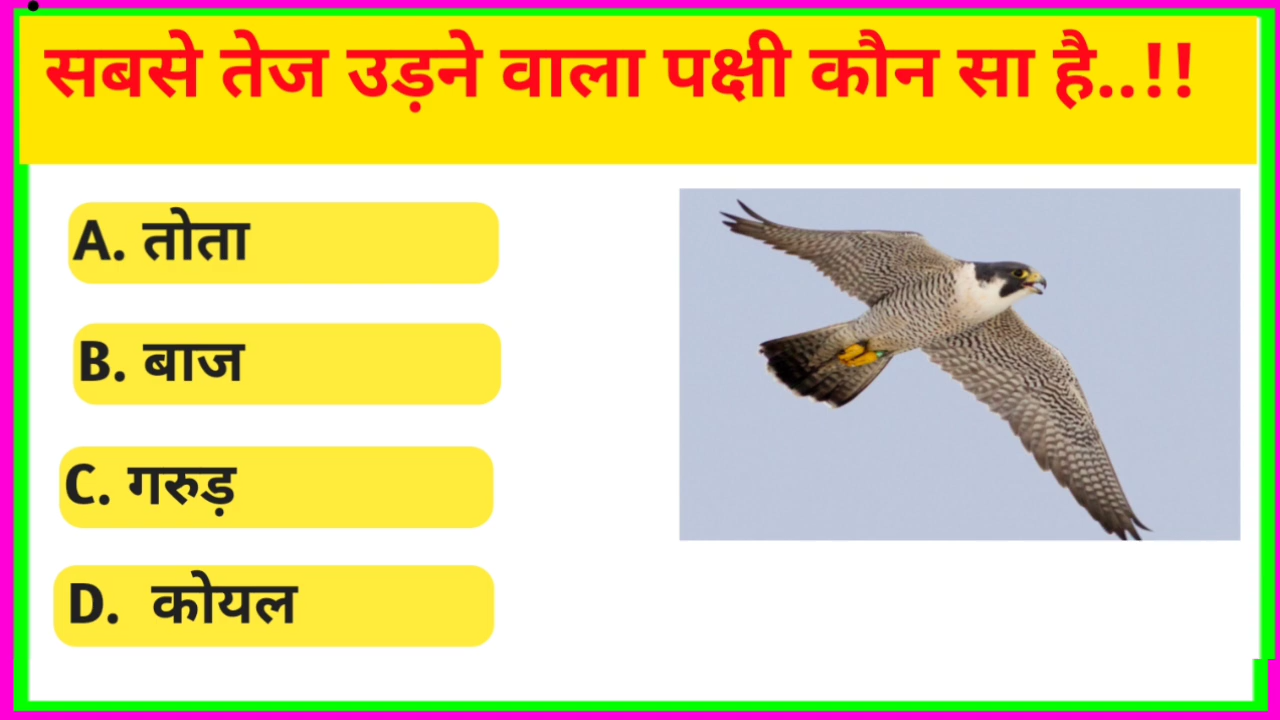 सबसे तेज उड़ने वाला पक्षी कौन सा है..!!
A. तोता
B. बाज
C. गरुड़
D. कोयल